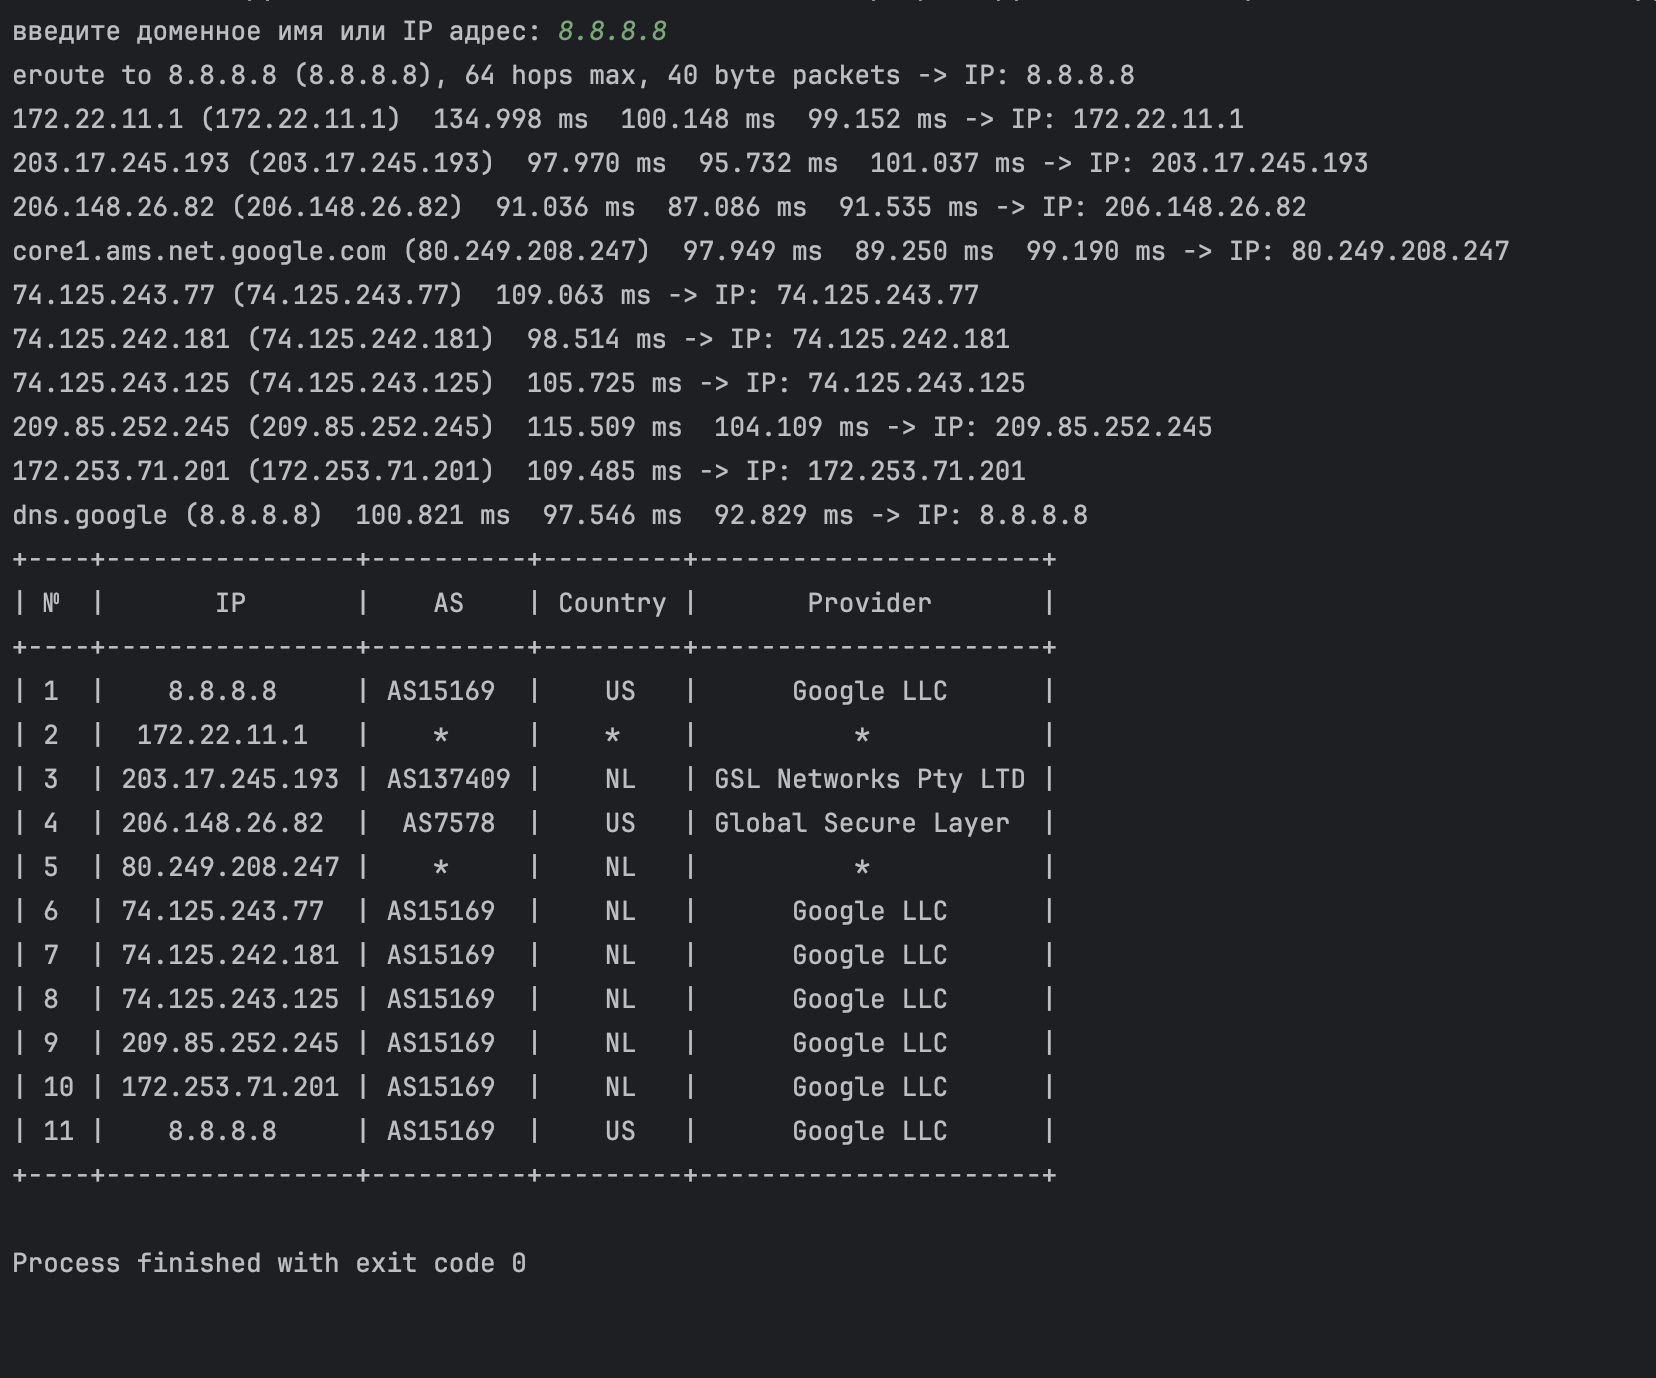 введите доменное имя или IP адрес: 8.8.8.8
eroute to 8.8.8.8 (8.8.8.8), 64 hops max, 40 byte packets -> IP: 8.8.8.8
172.22.11.1 (172.22.11.1)  134.998 ms  100.148 ms  99.152 ms -> IP: 172.22.11.1
203.17.245.193 (203.17.245.193)  97.970 ms  95.732 ms  101.037 ms -> IP: 203.17.245.193
206.148.26.82 (206.148.26.82)  91.036 ms  87.086 ms  91.535 ms -> IP: 206.148.26.82
core1.ams.net.google.com (80.249.208.247)  97.949 ms  89.250 ms  99.190 ms -> IP: 80.249.208.247
74.125.243.77 (74.125.243.77)  109.063 ms -> IP: 74.125.243.77
74.125.242.181 (74.125.242.181)  98.514 ms -> IP: 74.125.242.181
74.125.243.125 (74.125.243.125)  105.725 ms -> IP: 74.125.243.125
209.85.252.245 (209.85.252.245)  115.509 ms  104.109 ms -> IP: 209.85.252.245
172.253.71.201 (172.253.71.201)  109.485 ms -> IP: 172.253.71.201
dns.google (8.8.8.8)  100.821 ms  97.546 ms  92.829 ms -> IP: 8.8.8.8
+----+----------------+----------+---------+----------------------+
| №  |       IP       |    AS    | Country |       Provider       |
+----+----------------+----------+---------+----------------------+
| 1  |    8.8.8.8     | AS15169  |    US   |      Google LLC      |
| 2  |  172.22.11.1   |    *     |    *    |          *           |
| 3  | 203.17.245.193 | AS137409 |    NL   | GSL Networks Pty LTD |
| 4  | 206.148.26.82  |  AS7578  |    US   | Global Secure Layer  |
| 5  | 80.249.208.247 |    *     |    NL   |          *           |
| 6  | 74.125.243.77  | AS15169  |    NL   |      Google LLC      |
| 7  | 74.125.242.181 | AS15169  |    NL   |      Google LLC      |
| 8  | 74.125.243.125 | AS15169  |    NL   |      Google LLC      |
| 9  | 209.85.252.245 | AS15169  |    NL   |      Google LLC      |
| 10 | 172.253.71.201 | AS15169  |    NL   |      Google LLC      |
| 11 |    8.8.8.8     | AS15169  |    US   |      Google LLC      |
+----+----------------+----------+---------+----------------------+
Process finished with exit code 0